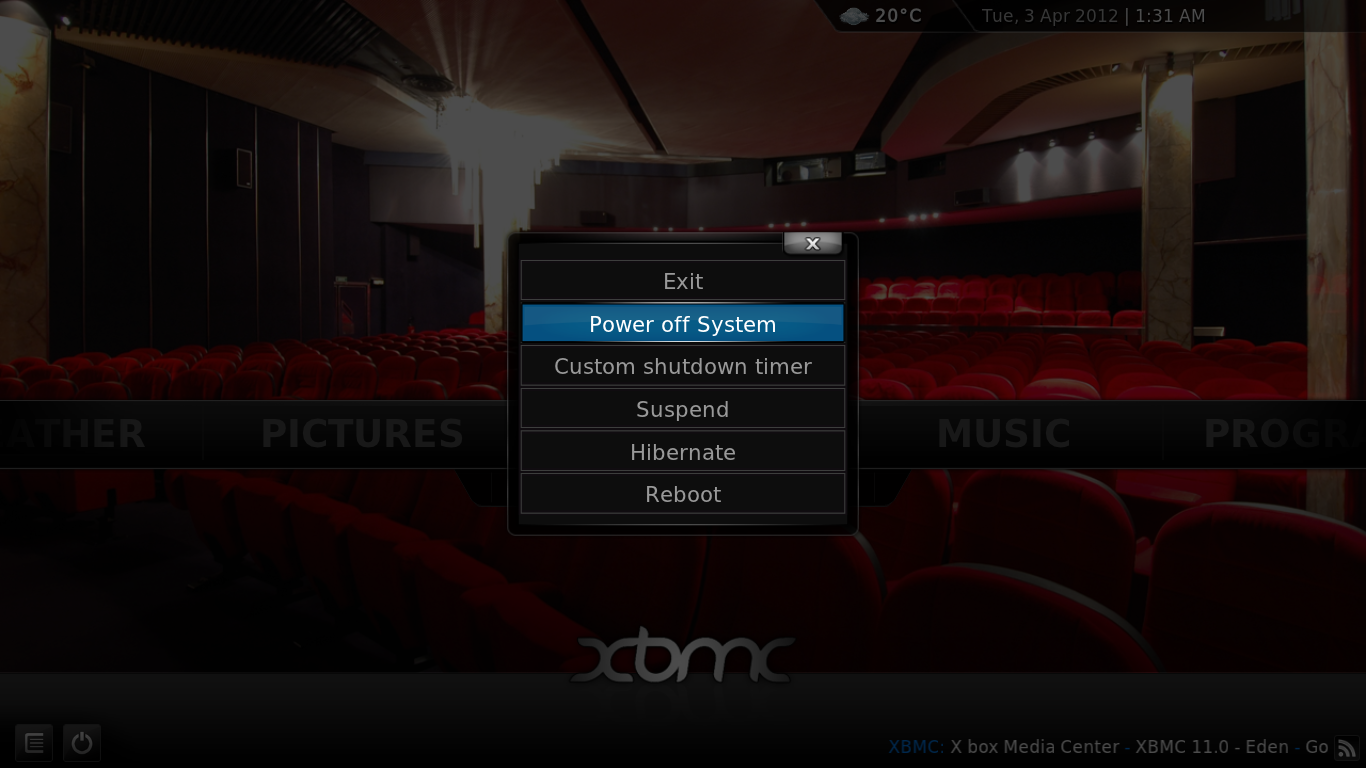 20°C
Tue, 3 Apr 2012 | 1:31 AM
x
Exit
Power off System
Custom shutdown timer
Suspend
Hibernate
Reboot
ATHER
PICTURES
MUSIC
PROGRA
xbmc
XBMC: X box Media Center - XBMC 11.0 - Eden - Go